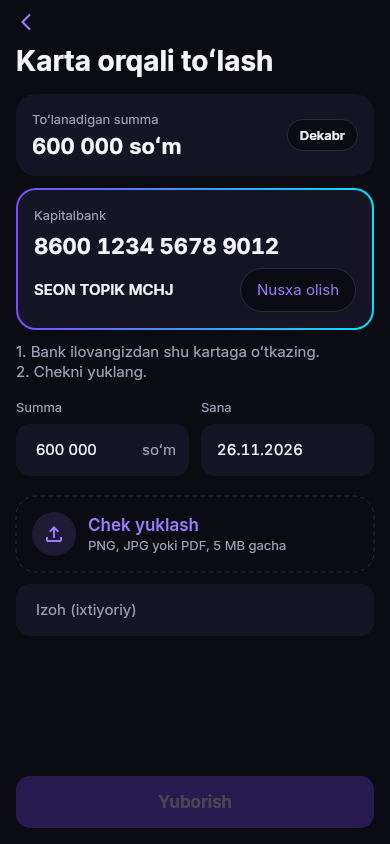 Karta orqali toʻlash
Toʻlanadigan summa
600 000 soʻm
Dekabr
Kapitalbank
8600 1234 5678 9012
SEON TOPIK MCHJ
Nusxa olish
1. Bank ilovangizdan shu kartaga oʻtkazing.
2. Chekni yuklang.
Summa
Sana
600 000 soʻm
26.11.2026
Chek yuklash
PNG, JPG yoki PDF, 5 MB gacha
Izoh (ixtiyoriy)
Yuborish